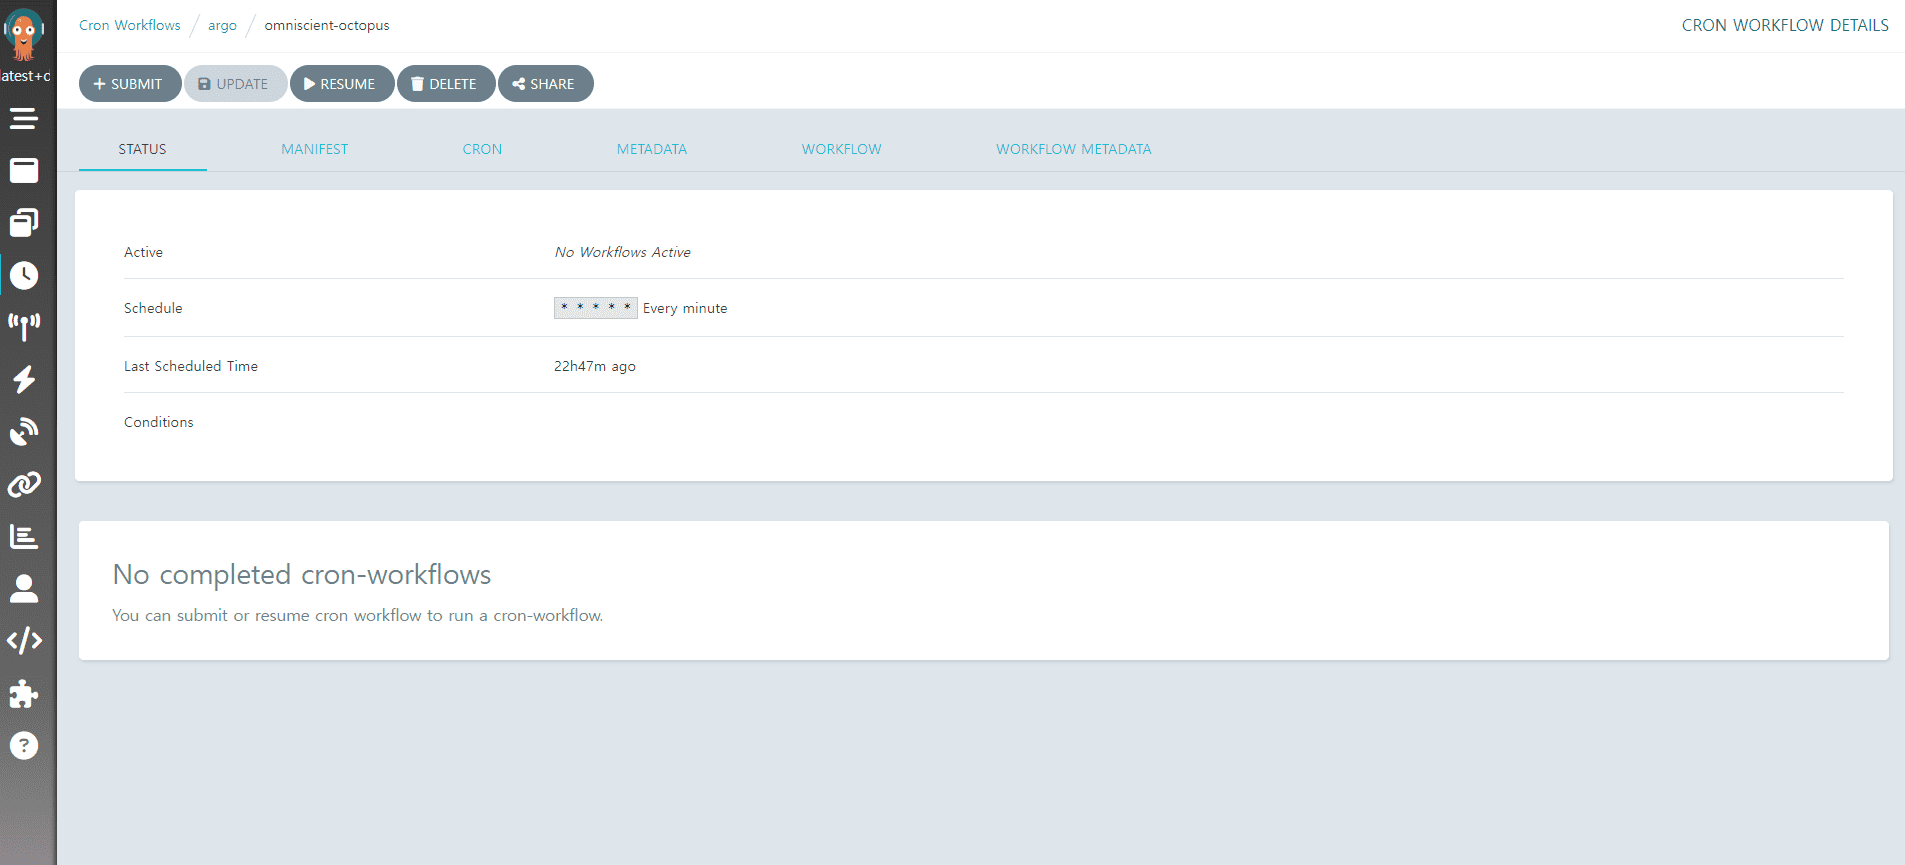 Cron Workflows / argo / omniscient-octopus
CRON WORKFLOW DETAILS
latest+d
SUBMIT
UPDATE
RESUME
DELETE
SHARE
STATUS
MANIFEST
CRON
METADATA
WORKFLOW
WORKFLOW METADATA
Active
No Workflows Active
Schedule
* * * * * Every minute
Last Scheduled Time
22h47m ago
Conditions
No completed cron-workflows
You can submit or resume cron workflow to run a cron-workflow.